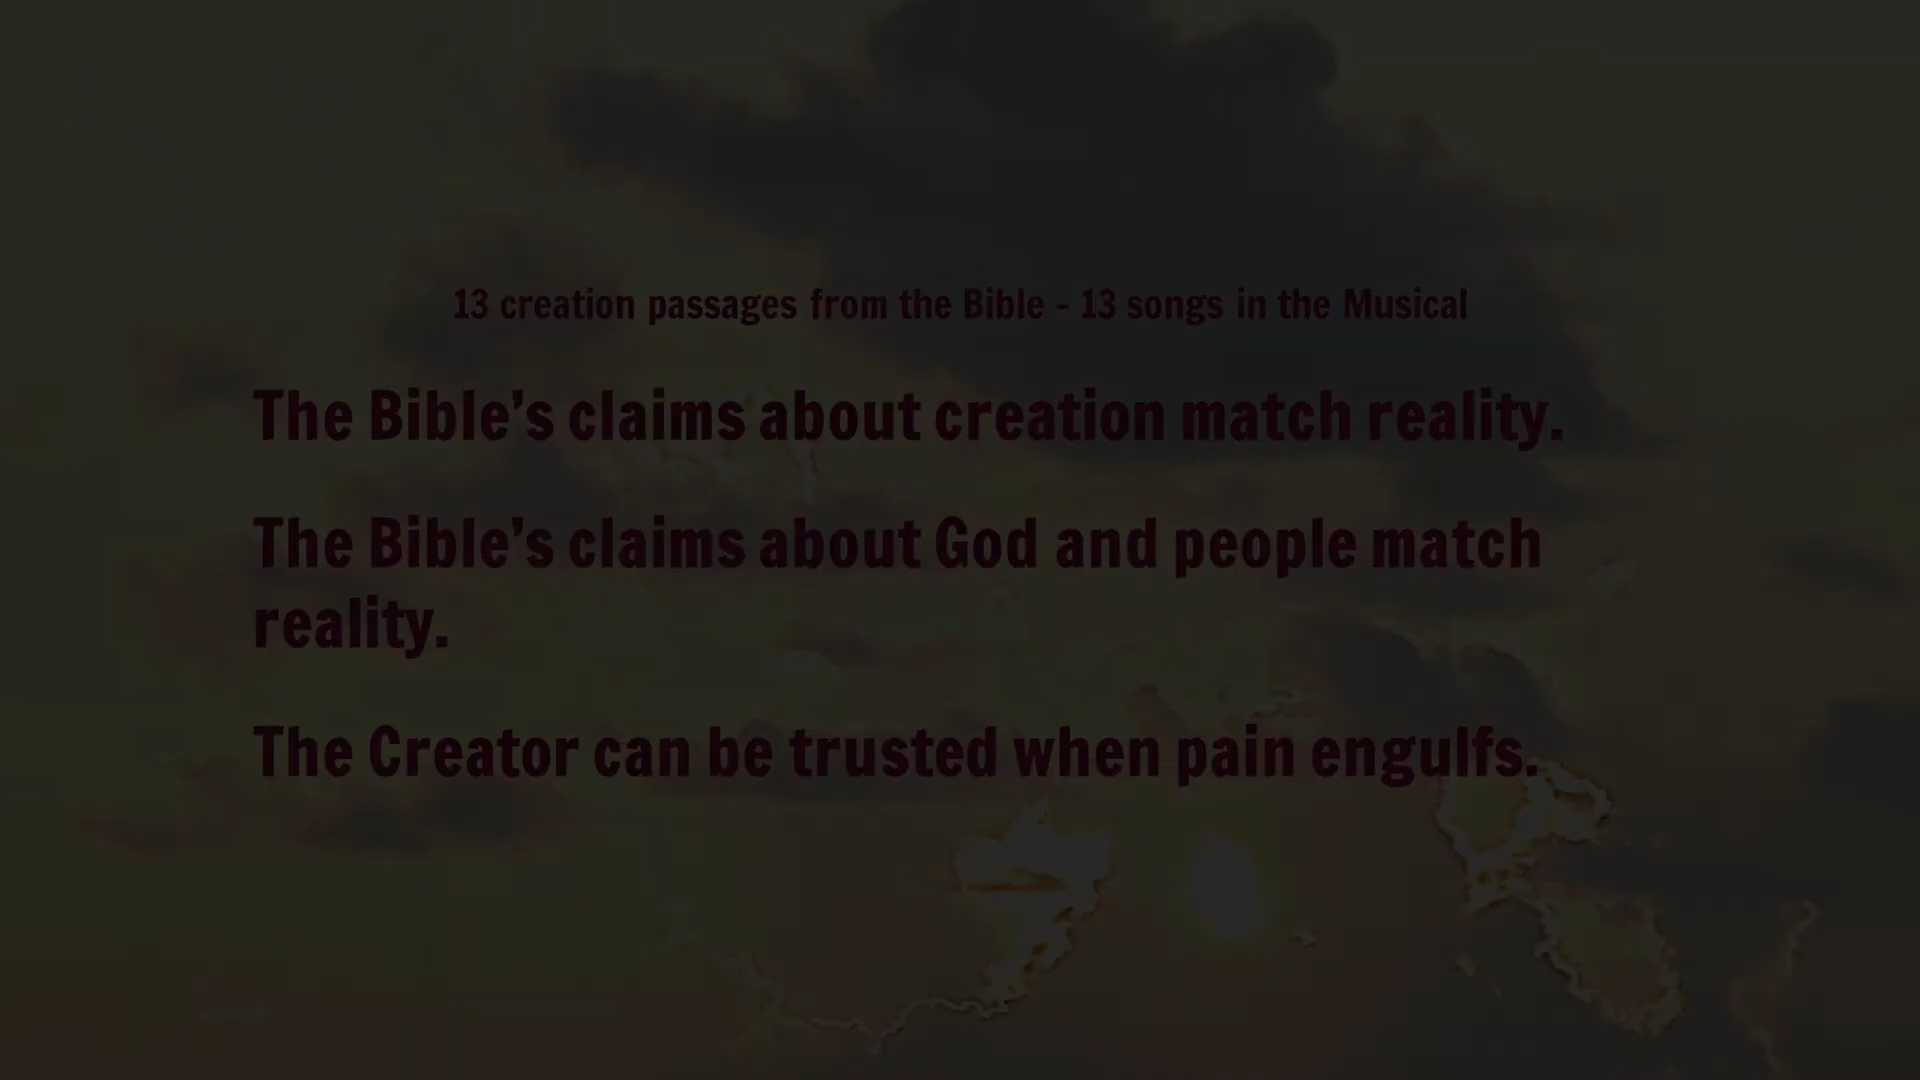 13 creation passages from the Bible - 13 songs in the Musical
The Bible’s claims about creation match reality.
The Bible’s claims about God and people match
reality.
The Creator can be trusted when pain engulfs.